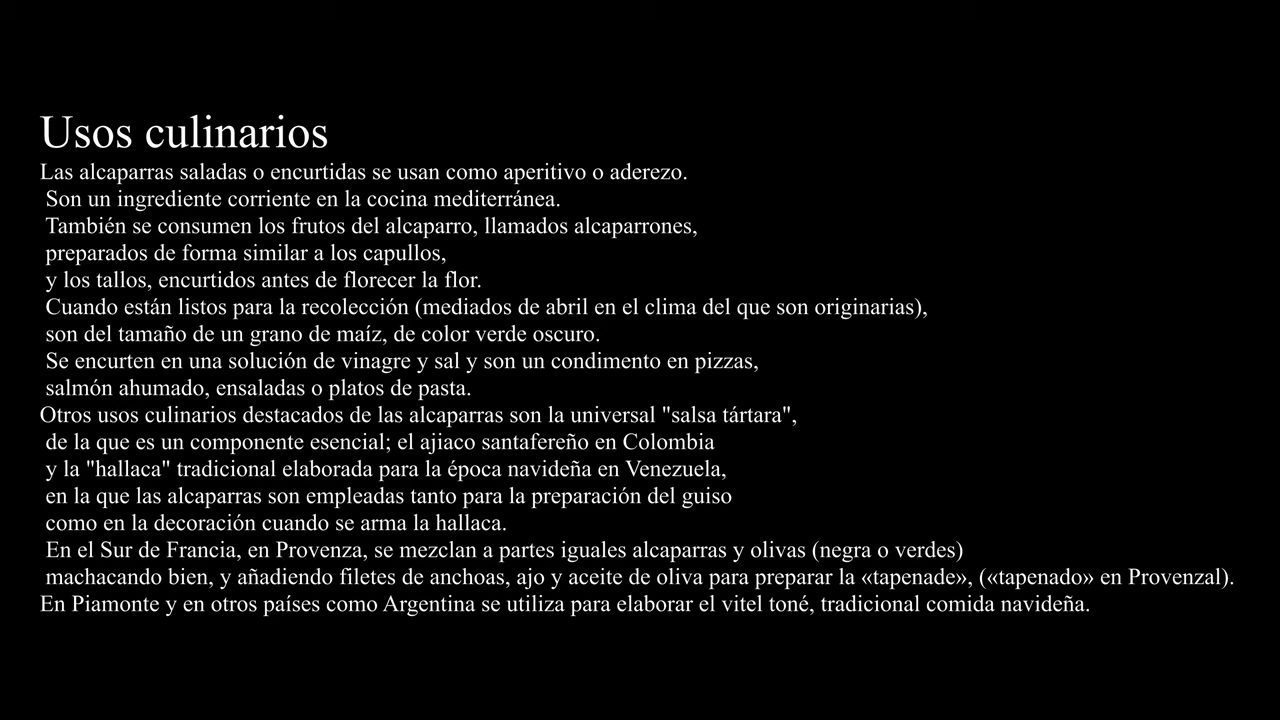 Usos culinarios
Las alcaparras saladas o encurtidas se usan como aperitivo o aderezo.
Son un ingrediente corriente en la cocina mediterránea.
También se consumen los frutos del alcaparro, llamados alcaparrones,
preparados de forma similar a los capullos,
y los tallos, encurtidos antes de florecer la flor.
Cuando están listos para la recolección (mediados de abril en el clima del que son originarias),
son del tamaño de un grano de maíz, de color verde oscuro.
Se encurten en una solución de vinagre y sal y son un condimento en pizzas,
salmón ahumado, ensaladas o platos de pasta.
Otros usos culinarios destacados de las alcaparras son la universal "salsa tártara",
de la que es un componente esencial; el ajiaco santafereño en Colombia
y la "hallaca" tradicional elaborada para la época navideña en Venezuela,
en la que las alcaparras son empleadas tanto para la preparación del guiso
como en la decoración cuando se arma la hallaca.
En el Sur de Francia, en Provenza, se mezclan a partes iguales alcaparras y olivas (negra o verdes)
machacando bien, y añadiendo filetes de anchoas, ajo y aceite de oliva para preparar la «tapenade», («tapenado» en Provenzal).
En Piamonte y en otros países como Argentina se utiliza para elaborar el vitel toné, tradicional comida navideña.